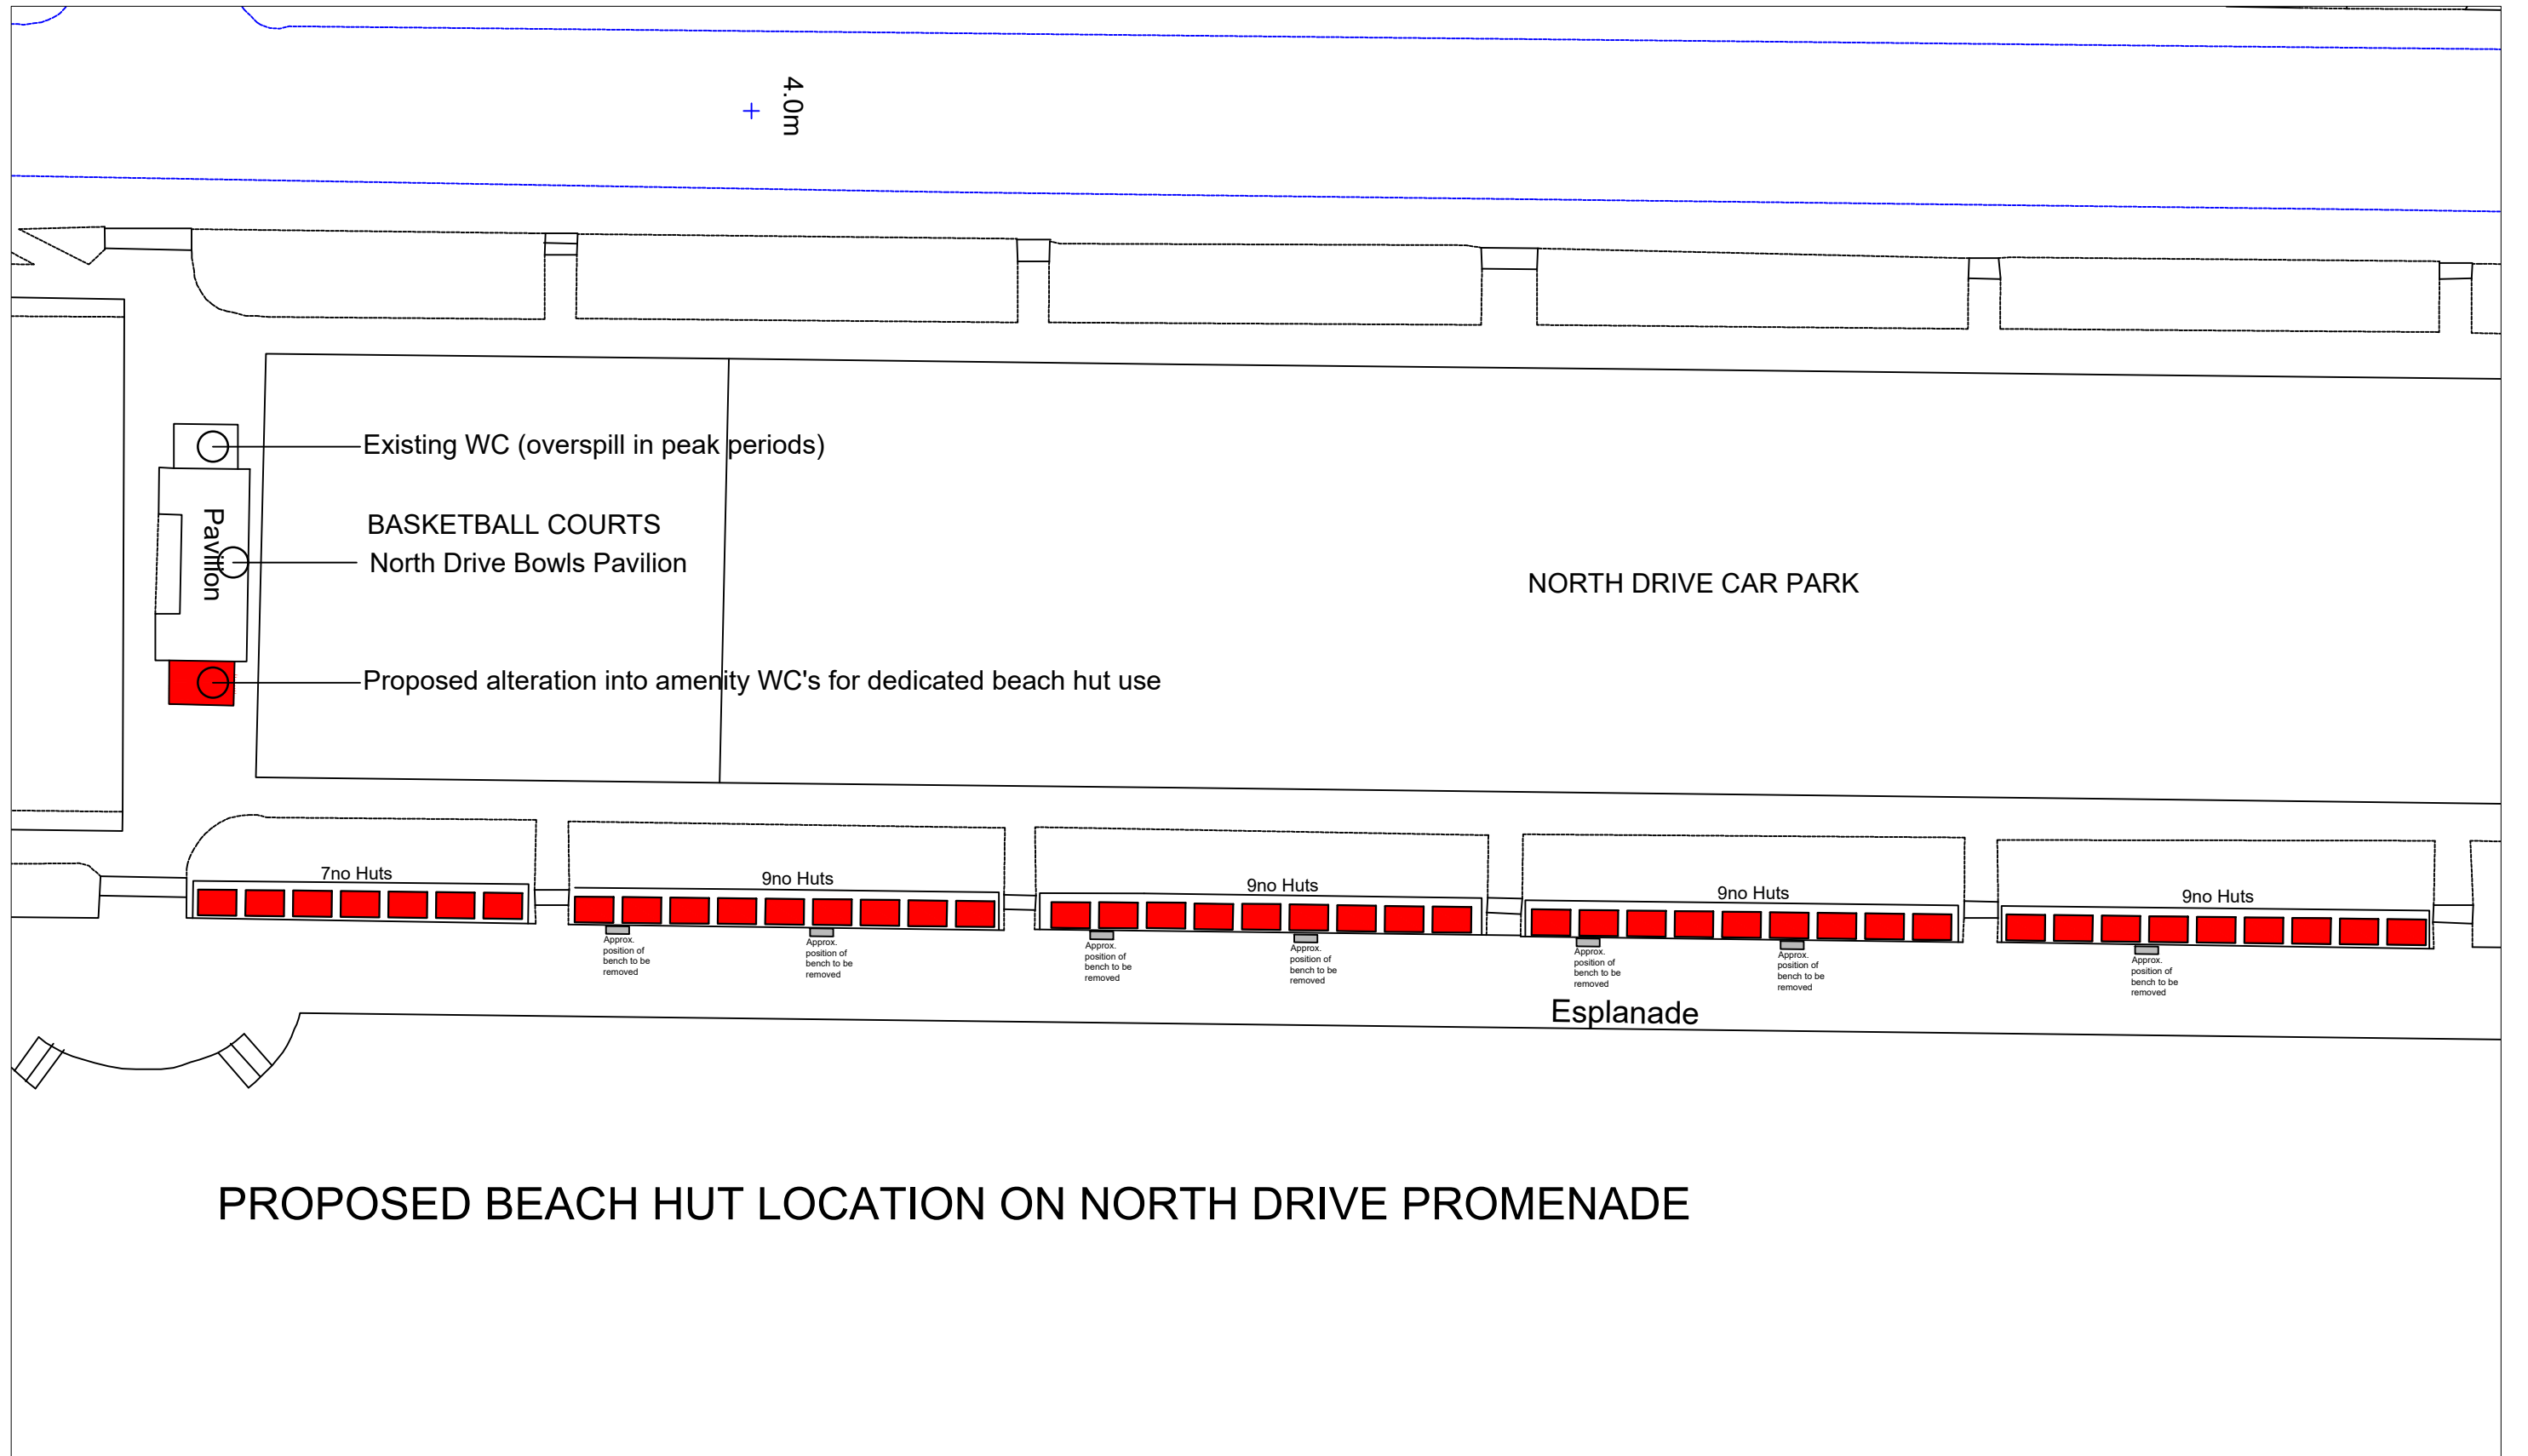 4.0m
Existing WC (overspill in peak periods)
BASKETBALL COURTS
North Drive Bowls Pavilion
Pavilion
NORTH DRIVE CAR PARK
Proposed alteration into amenity WC's for dedicated beach hut use
7no Huts
9no Huts
9no Huts
9no Huts
9no Huts
Approx.
position of
bench to be
removed
Approx.
position of
bench to be
removed
Approx.
position of
bench to be
removed
Approx.
position of
bench to be
removed
Approx.
position of
bench to be
removed
Approx.
position of
bench to be
removed
Approx.
position of
bench to be
removed
Esplanade
PROPOSED BEACH HUT LOCATION ON NORTH DRIVE PROMENADE